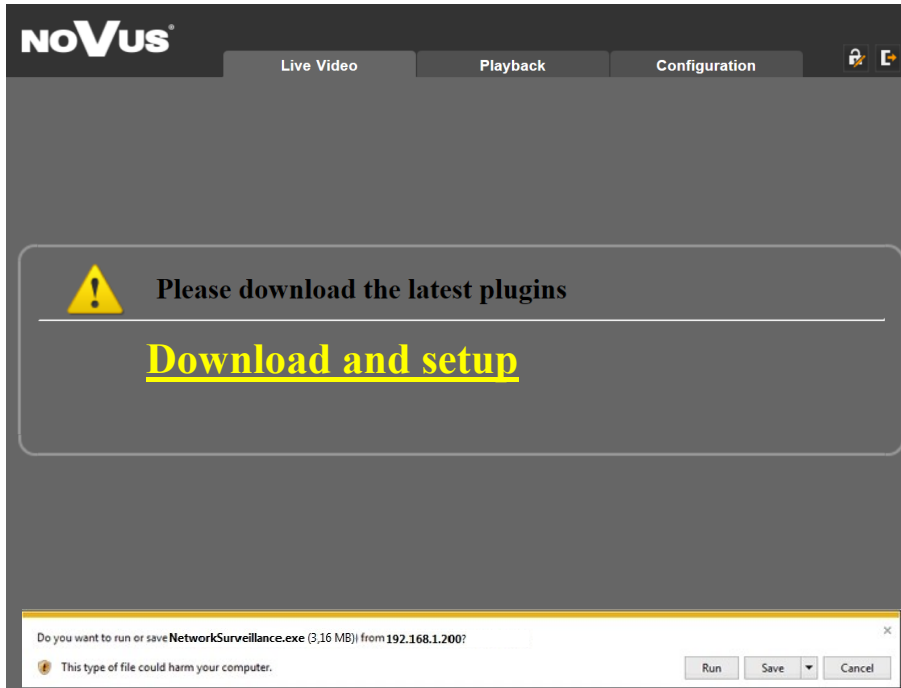 NoVus®
Live Video Playback Configuration
Please download the latest plugins
Download and setup
Do you want to run or save NetworkSurveillance.exe (3,16 MB)i from 192.168.1.200?
This type of file could harm your computer.
Run Save Cancel